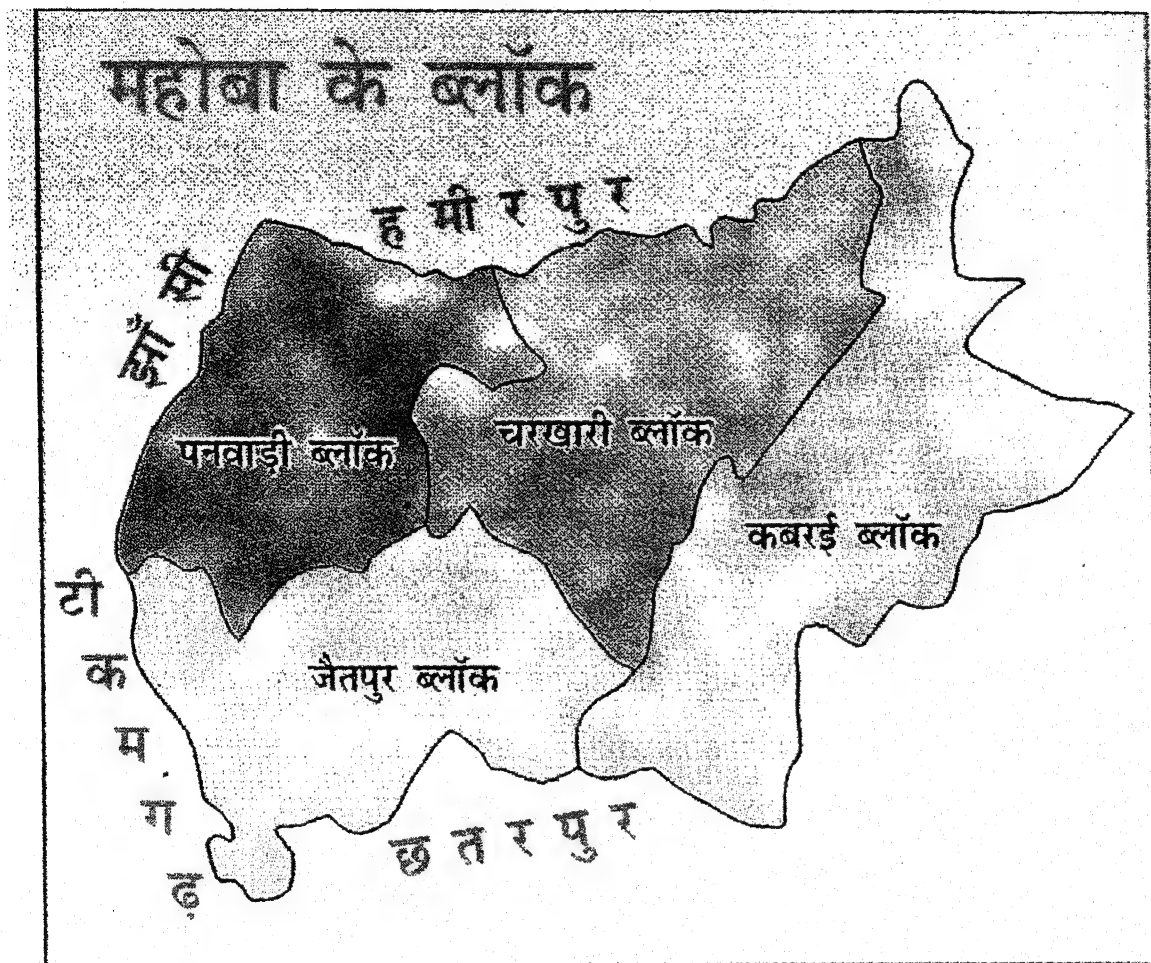 महोबा के ब्लॉक
ह मी र पु र
झाँ सी
पनवाड़ी ब्लॉक
चरखारी ब्लॉक
कबरई ब्लॉक
टी क म ग ढ़
जैतपुर ब्लॉक
छ त र पु र